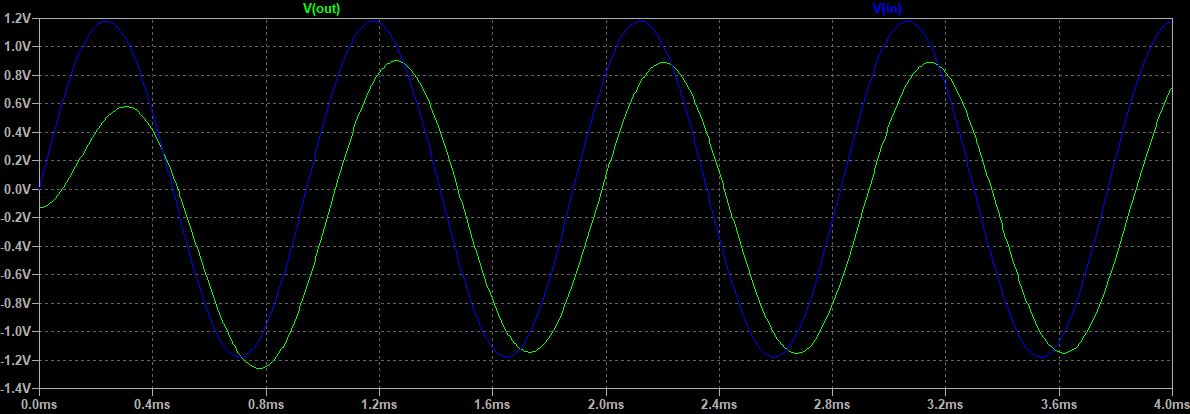 V(out) V(in)
1.2V
1.0V
0.8V
0.6V
0.4V
0.2V
0.0V
-0.2V
-0.4V
-0.6V
-0.8V
-1.0V
-1.2V
-1.4V
0.0ms 0.4ms 0.8ms 1.2ms 1.6ms 2.0ms 2.4ms 2.8ms 3.2ms 3.6ms 4.0ms